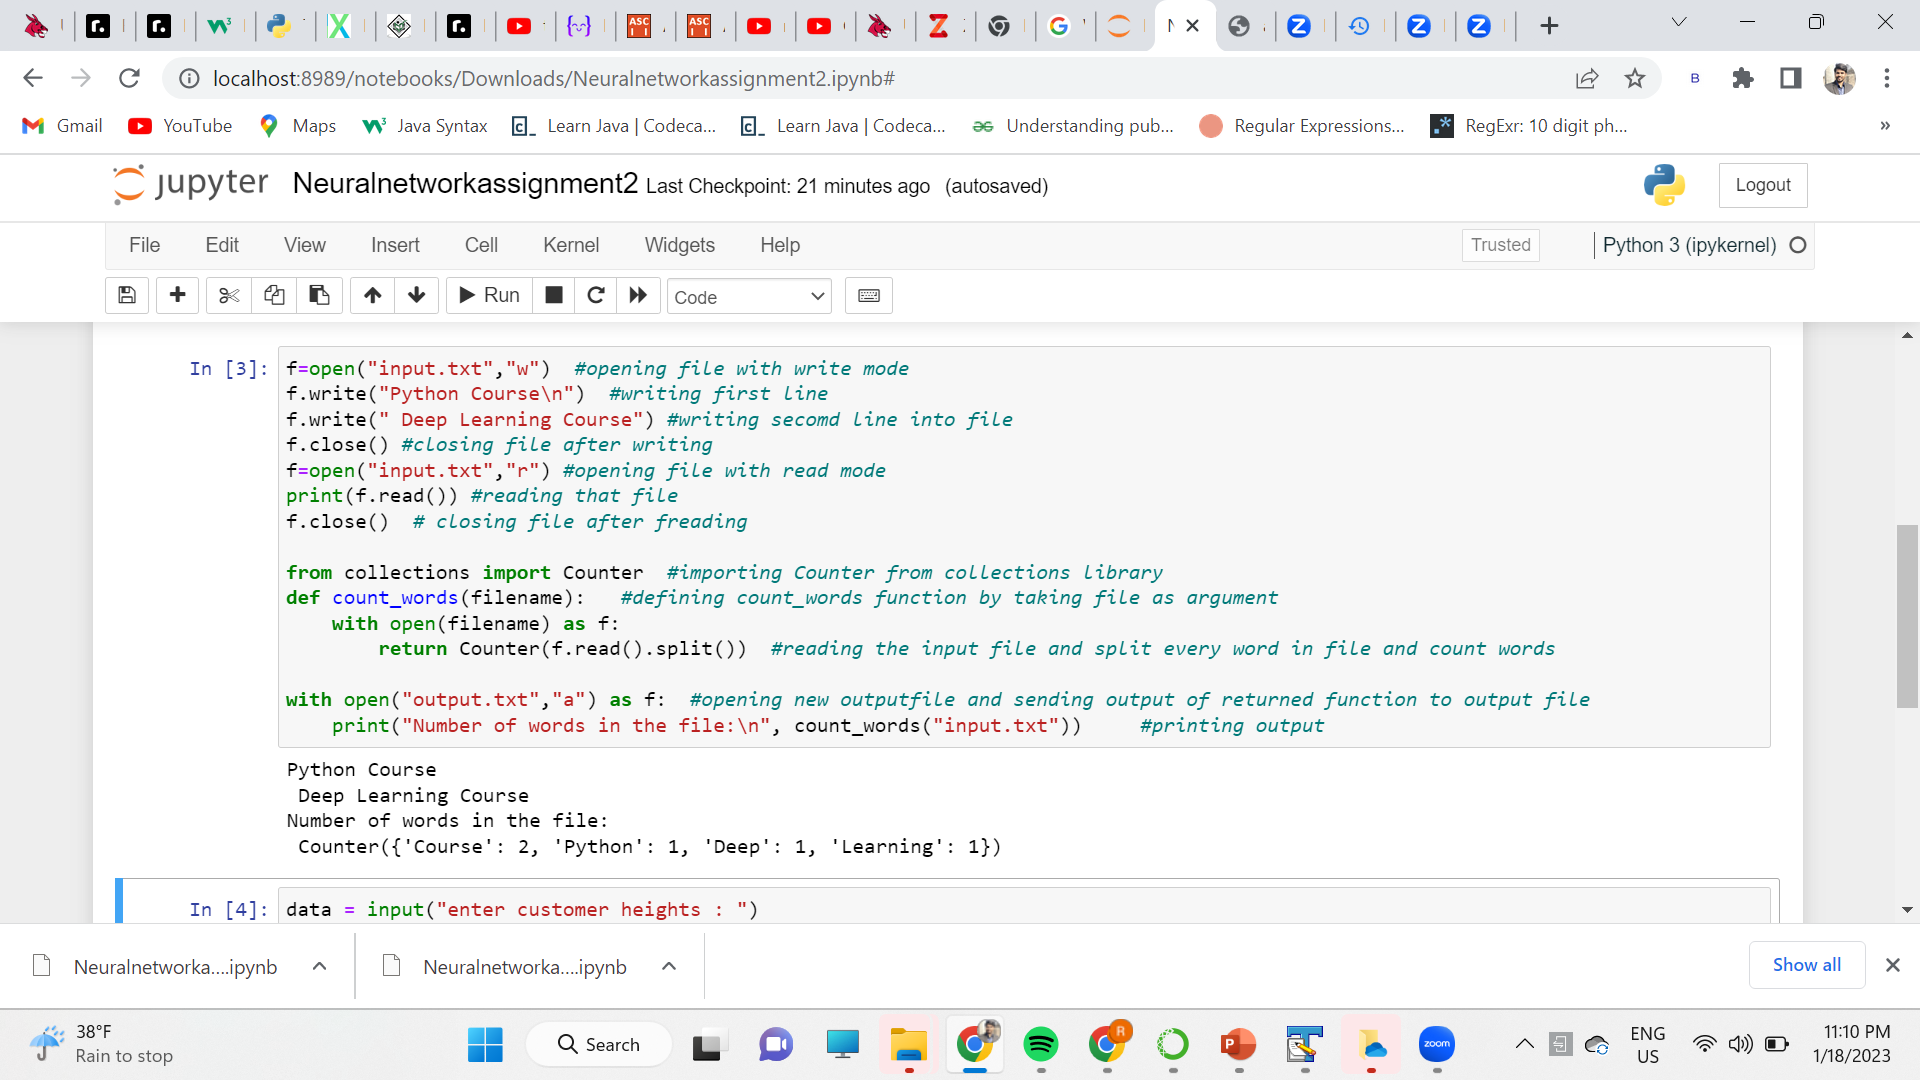 localhost:8989/notebooks/Downloads/Neuralnetworkassignment2.ipynb#
Gmail YouTube Maps Java Syntax Learn Java | Codeca... Learn Java | Codeca... Understanding pub... Regular Expressions... RegExr: 10 digit ph... »
jupyter Neuralnetworkassignment2 Last Checkpoint: 21 minutes ago (autosaved) Logout
File Edit View Insert Cell Kernel Widgets Help Trusted Python 3 (ipykernel)
Run Code
In [3]: f=open("input.txt","w")  #opening file with write mode
f.write("Python Course\n")  #writing first line
f.write(" Deep Learning Course") #writing secomd line into file
f.close() #closing file after writing
f=open("input.txt","r") #opening file with read mode
print(f.read()) #reading that file
f.close()  # closing file after freading
from collections import Counter  #importing Counter from collections library
def count_words(filename):   #defining count_words function by taking file as argument
    with open(filename) as f:
        return Counter(f.read().split())  #reading the input file and split every word in file and count words
with open("output.txt","a") as f:  #opening new outputfile and sending output of returned function to output file
    print("Number of words in the file:\n", count_words("input.txt"))     #printing output
Python Course
 Deep Learning Course
Number of words in the file:
 Counter({'Course': 2, 'Python': 1, 'Deep': 1, 'Learning': 1})
In [4]: data = input("enter customer heights : ")
Neuralnetworka....ipynb Neuralnetworka....ipynb Show all
38°F
Rain to stop
Search
zoom
ENG
US
11:10 PM
1/18/2023